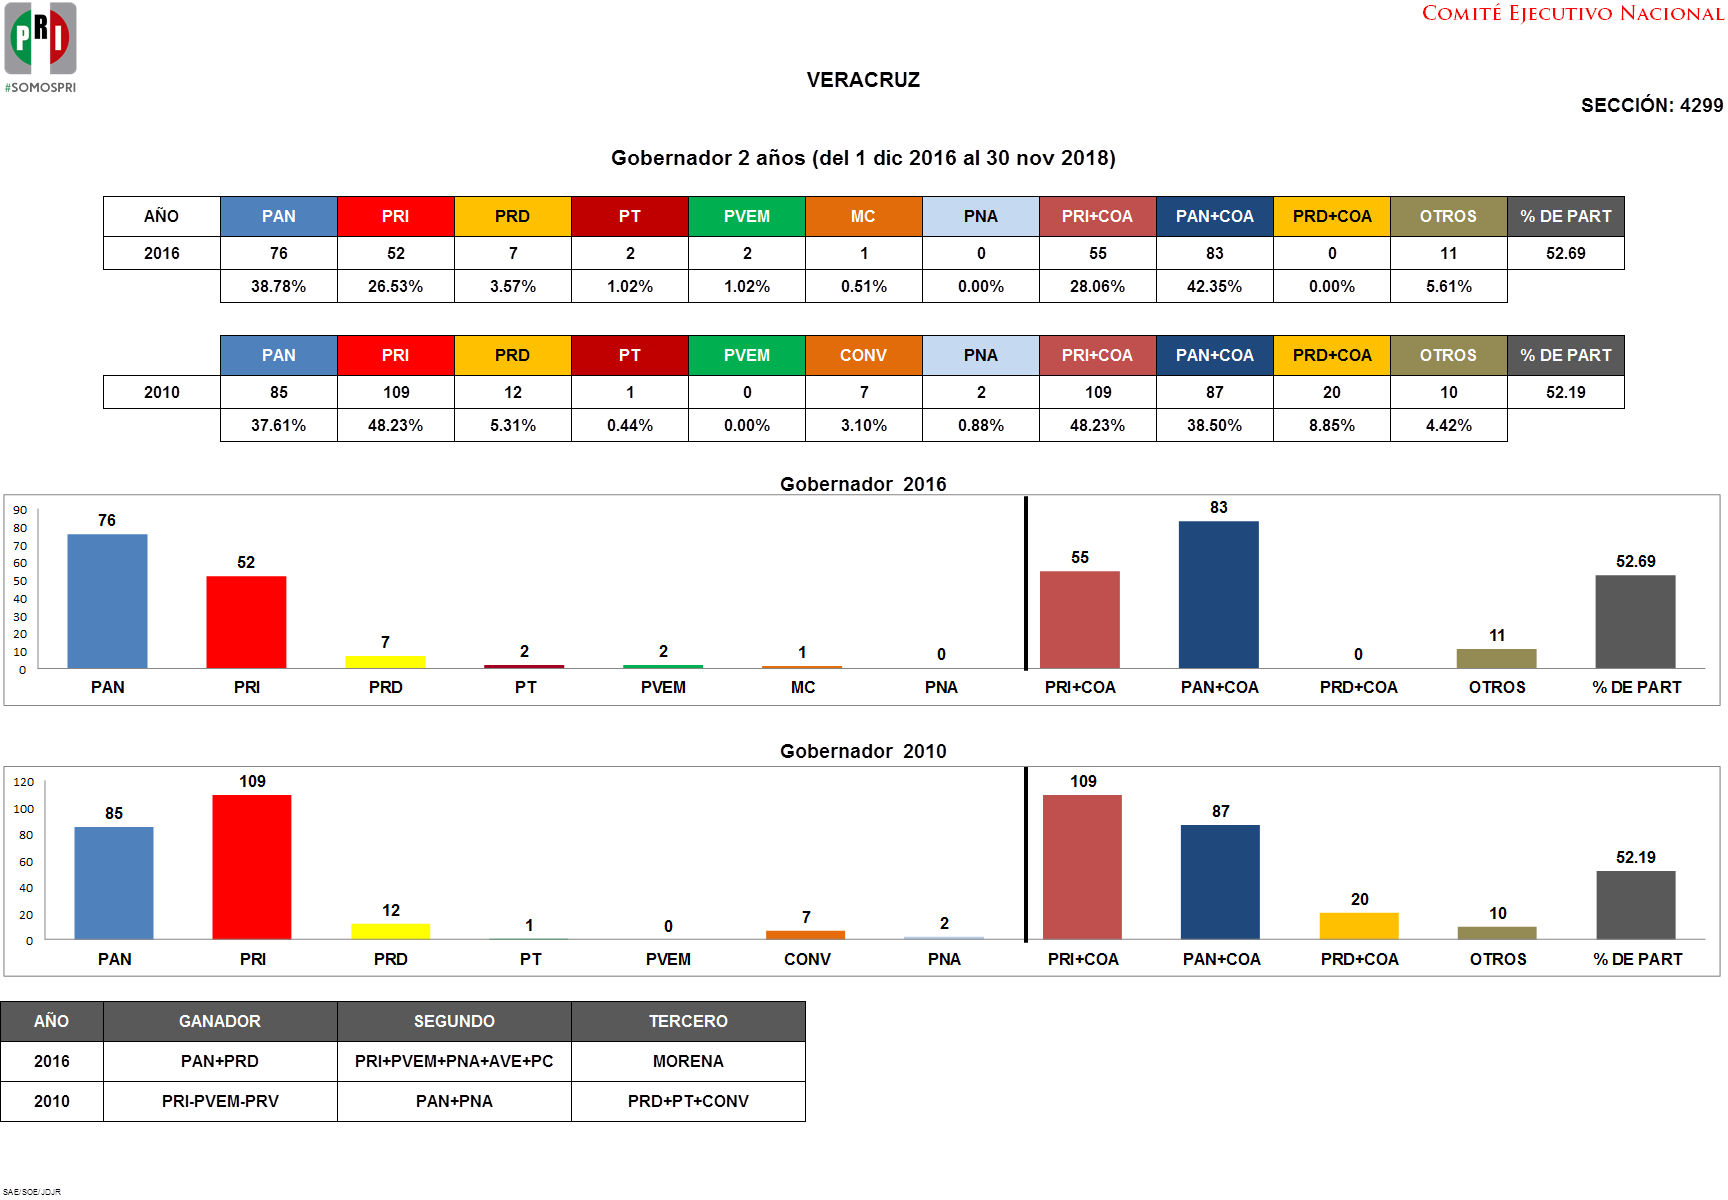 PRI
#SOMOSPRI
COMITÉ EJECUTIVO NACIONAL
VERACRUZ
SECCIÓN: 4299
Gobernador 2 años (del 1 dic 2016 al 30 nov 2018)
AÑO PAN PRI PRD PT PVEM MC PNA PRI+COA PAN+COA PRD+COA OTROS % DE PART
2016 76 52 7 2 2 1 0 55 83 0 11 52.69
38.78% 26.53% 3.57% 1.02% 1.02% 0.51% 0.00% 28.06% 42.35% 0.00% 5.61%
PAN PRI PRD PT PVEM CONV PNA PRI+COA PAN+COA PRD+COA OTROS % DE PART
2010 85 109 12 1 0 7 2 109 87 20 10 52.19
37.61% 48.23% 5.31% 0.44% 0.00% 3.10% 0.88% 48.23% 38.50% 8.85% 4.42%
Gobernador 2016
90
80
70
60
50
40
30
20
10
0
76 52 7 2 2 1 0 55 83 0 11 52.69
PAN PRI PRD PT PVEM MC PNA PRI+COA PAN+COA PRD+COA OTROS % DE PART
Gobernador 2010
120
100
80
60
40
20
0
85 109 12 1 0 7 2 109 87 20 10 52.19
PAN PRI PRD PT PVEM CONV PNA PRI+COA PAN+COA PRD+COA OTROS % DE PART
AÑO GANADOR SEGUNDO TERCERO
2016 PAN+PRD PRI+PVEM+PNA+AVE+PC MORENA
2010 PRI-PVEM-PRV PAN+PNA PRD+PT+CONV
SAE/SOE/JDJR